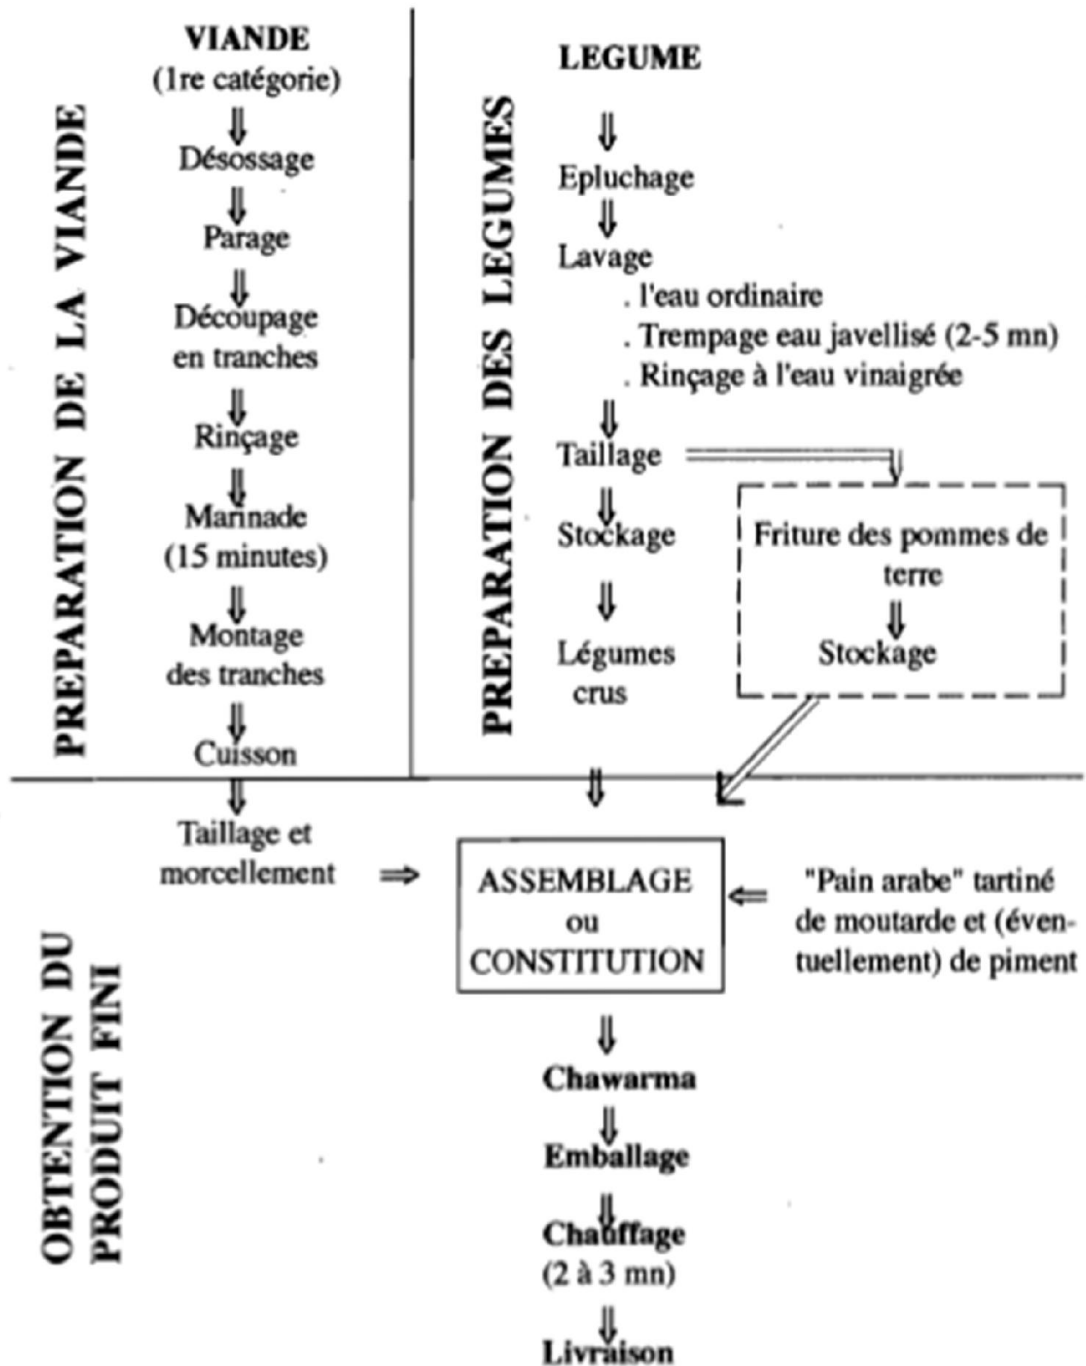 PREPARATION DE LA VIANDE
VIANDE
(1re catégorie)
Désossage
Parage
Découpage
en tranches
Rinçage
Marinade
(15 minutes)
Montage
des tranches
Cuisson
PREPARATION DES LEGUMES
LEGUME
Epluchage
Lavage
. l'eau ordinaire
. Trempage eau javellisé (2-5 mn)
. Rinçage à l'eau vinaigrée
Taillage
Stockage
Légumes
crus
Friture des pommes de
terre
Stockage
OBTENTION DU
PRODUIT FINI
Taillage et
morcellement
ASSEMBLAGE
ou
CONSTITUTION
"Pain arabe" tartiné
de moutarde et (éven-
tuellement) de piment
Chawarma
Emballage
Chauffage
(2 à 3 mn)
Livraison